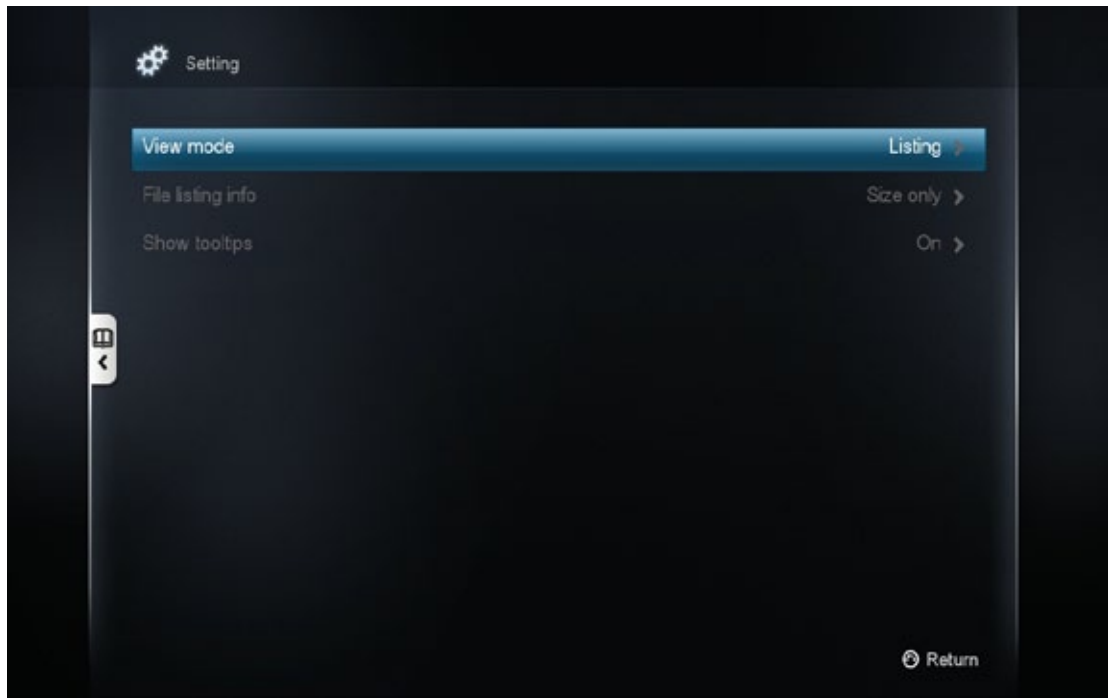 Setting
View mode Listing
File listing info Size only
Show tooltips On
Return